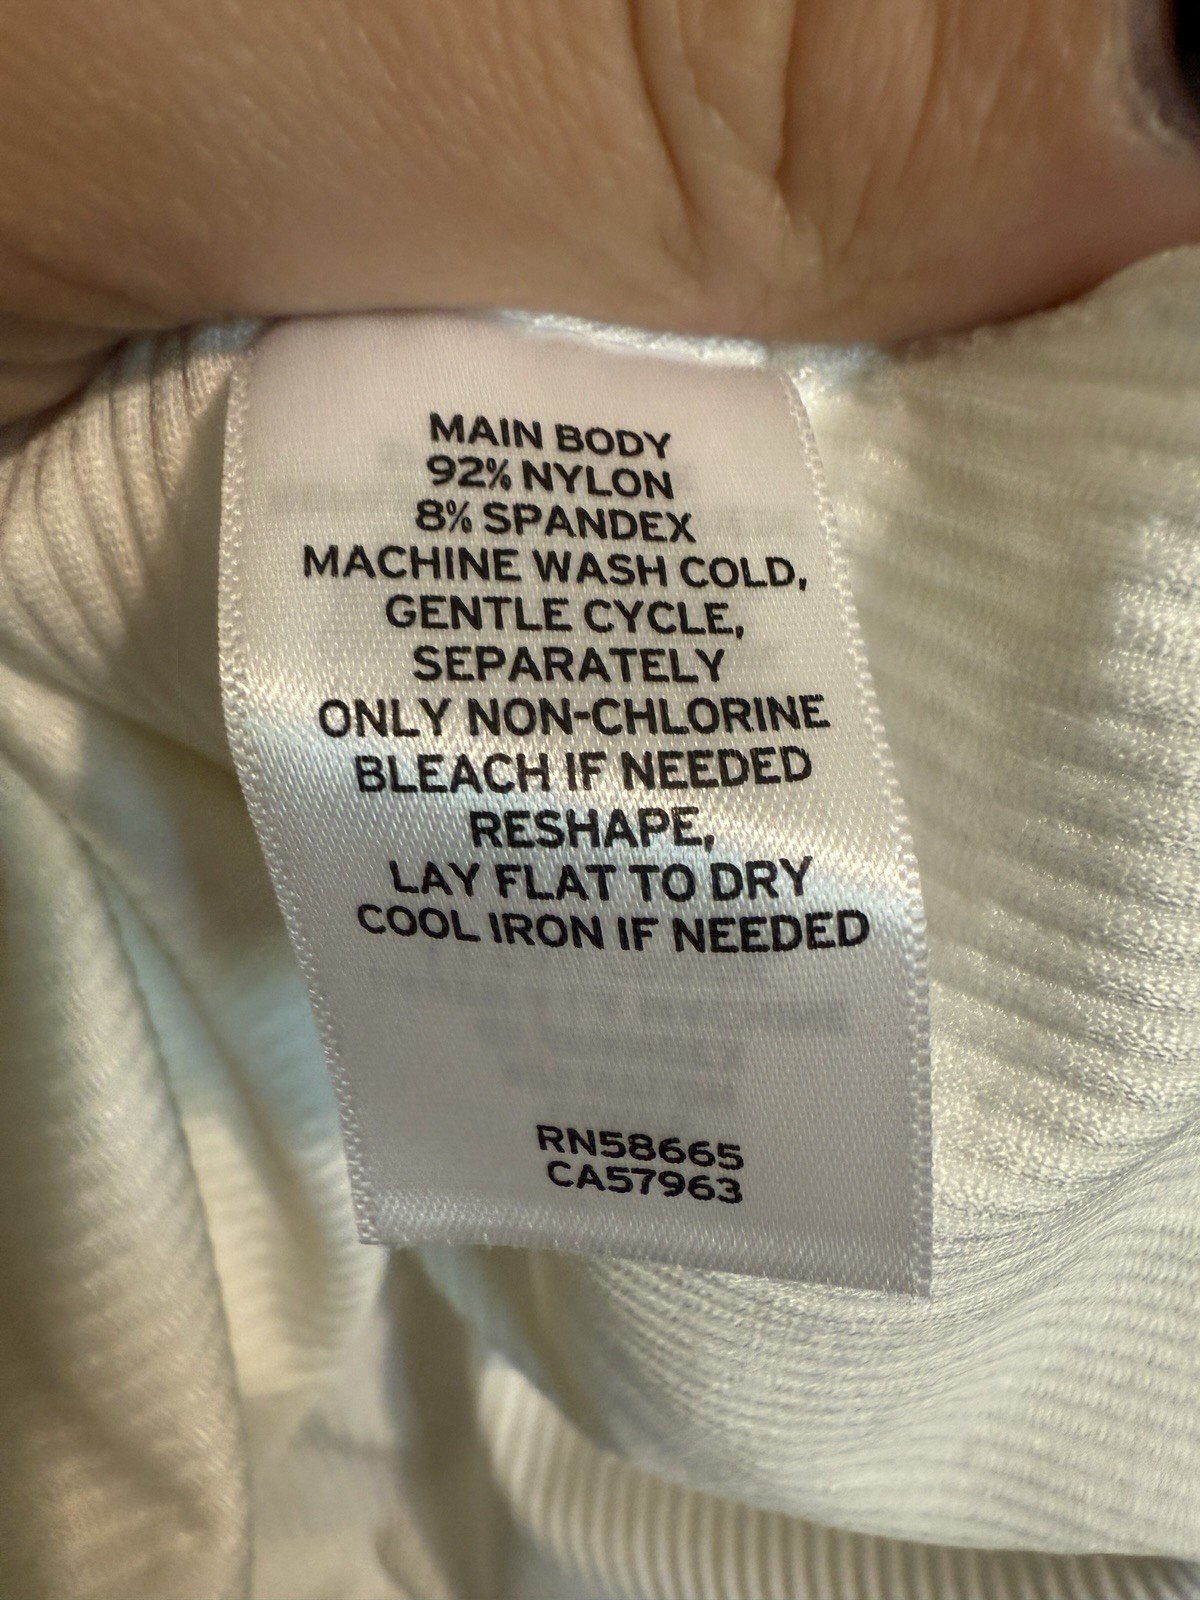 MAIN BODY
92% NYLON
8% SPANDEX
MACHINE WASH COLD,
GENTLE CYCLE,
SEPARATELY
ONLY NON-CHLORINE
BLEACH IF NEEDED
RESHAPE,
LAY FLAT TO DRY
COOL IRON IF NEEDED
RN58665
CA57963